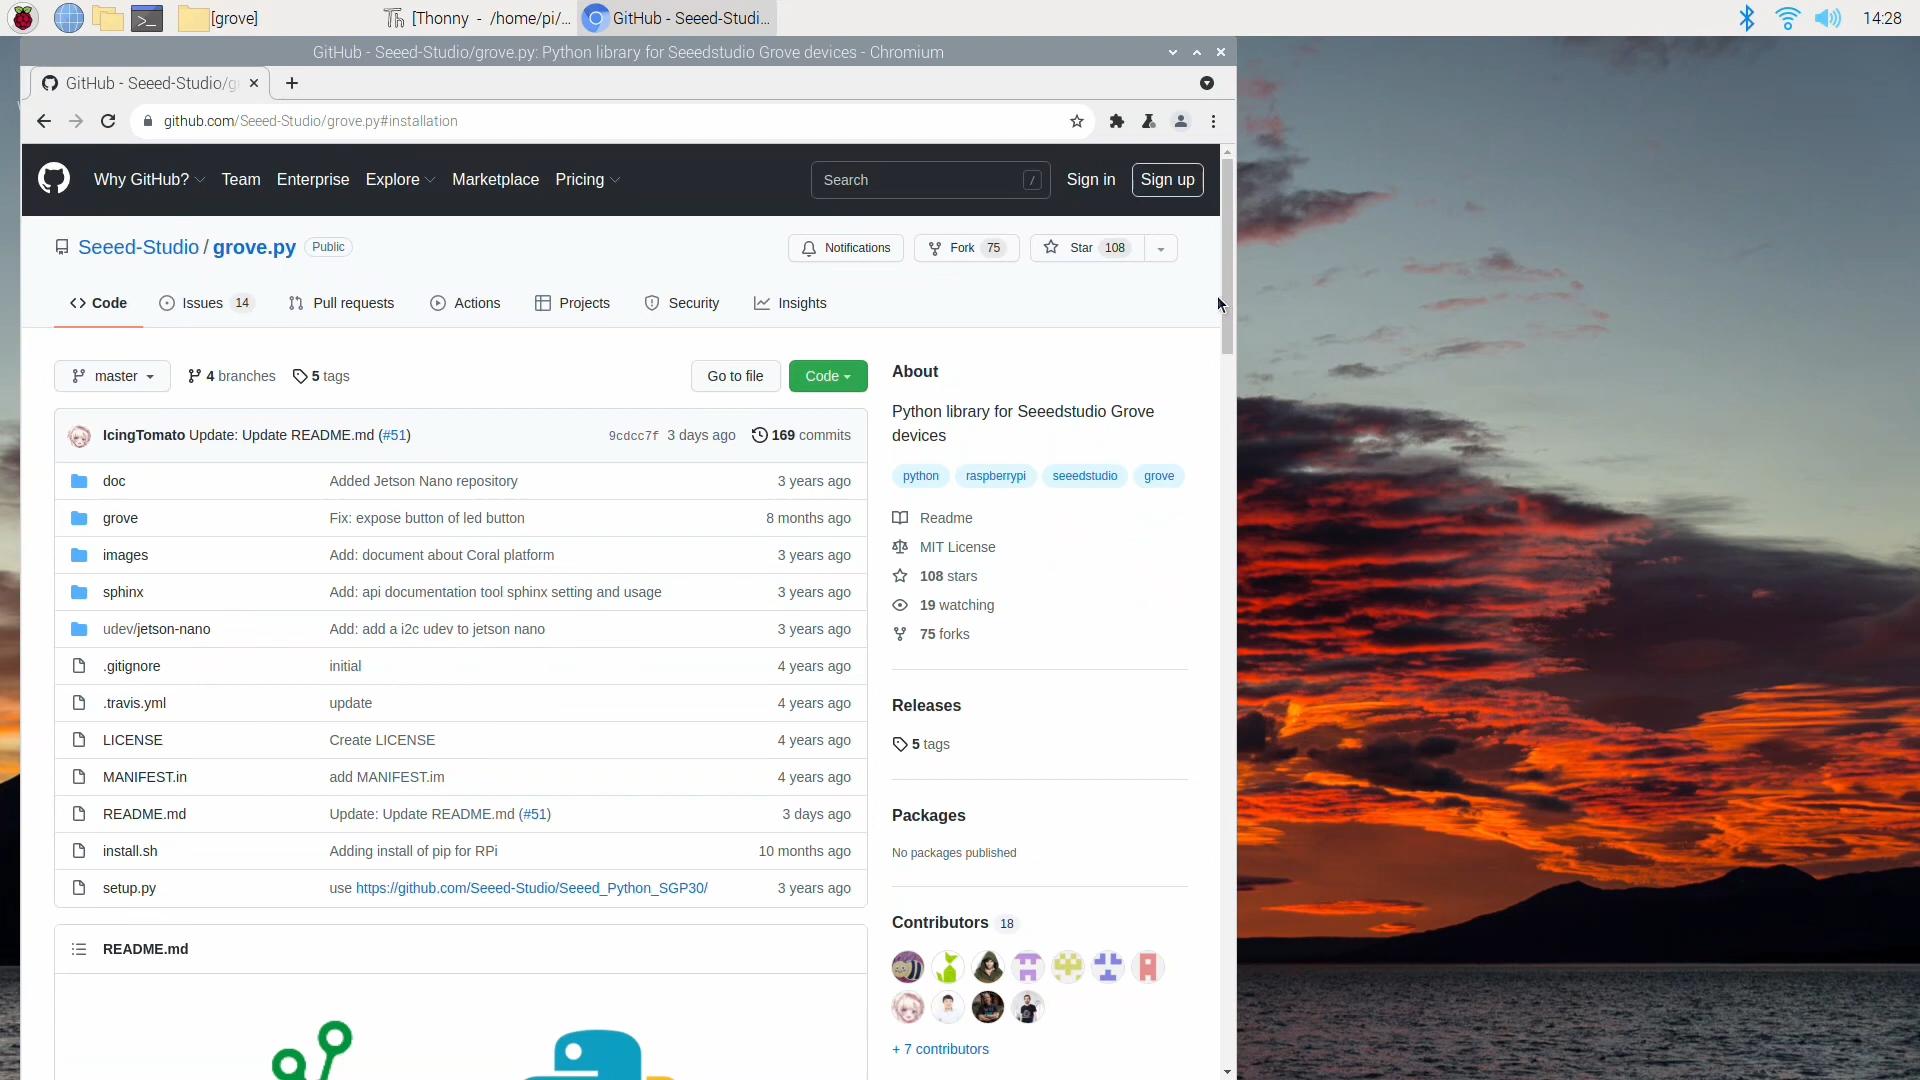 [grove]
[Thonny - /home/pi/...
GitHub - Seeed-Studi...
14:28
GitHub - Seeed-Studio/grove.py: Python library for Seeedstudio Grove devices - Chromium
GitHub - Seeed-Studio/g
github.com/Seeed-Studio/grove.py#installation
Why GitHub? Team Enterprise Explore Marketplace Pricing
Search /
Sign in
Sign up
Seeed-Studio / grove.py Public
Notifications
Fork 75
Star 108
Code
Issues 14
Pull requests
Actions
Projects
Security
Insights
master
4 branches
5 tags
Go to file
Code
IcingTomato Update: Update README.md (#51) 9cdcc7f 3 days ago 169 commits
doc Added Jetson Nano repository 3 years ago
grove Fix: expose button of led button 8 months ago
images Add: document about Coral platform 3 years ago
sphinx Add: api documentation tool sphinx setting and usage 3 years ago
udev/jetson-nano Add: add a i2c udev to jetson nano 3 years ago
.gitignore initial 4 years ago
.travis.yml update 4 years ago
LICENSE Create LICENSE 4 years ago
MANIFEST.in add MANIFEST.im 4 years ago
README.md Update: Update README.md (#51) 3 days ago
install.sh Adding install of pip for RPi 10 months ago
setup.py use https://github.com/Seeed-Studio/Seeed_Python_SGP30/ 3 years ago
README.md
About
Python library for Seeedstudio Grove
devices
python raspberrypi seeedstudio grove
Readme
MIT License
108 stars
19 watching
75 forks
Releases
5 tags
Packages
No packages published
Contributors 18
+ 7 contributors